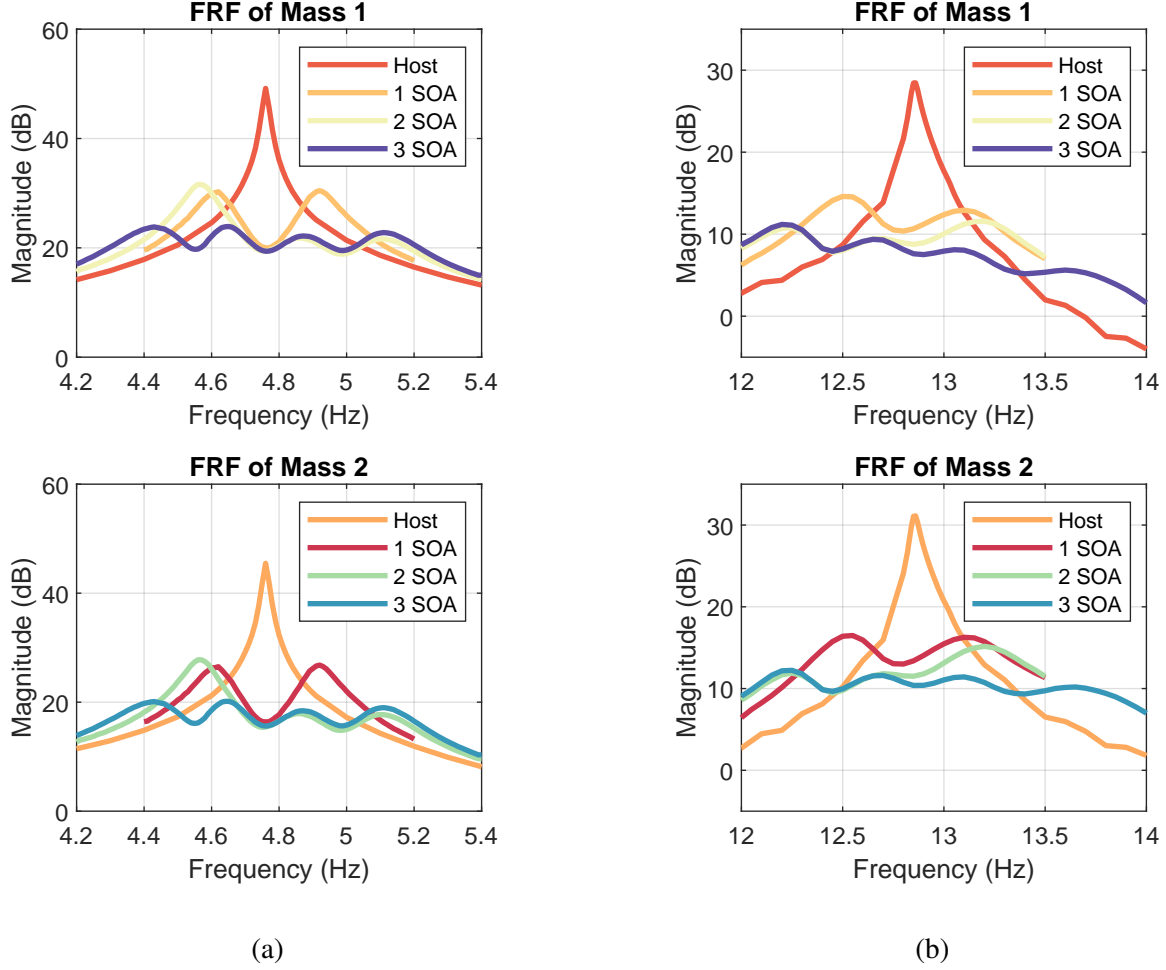 FRF of Mass 1
60
40
20
0
Magnitude (dB)
Host
1 SOA
2 SOA
3 SOA
4.2 4.4 4.6 4.8 5 5.2 5.4
Frequency (Hz)
FRF of Mass 1
30
20
10
0
Magnitude (dB)
Host
1 SOA
2 SOA
3 SOA
12 12.5 13 13.5 14
Frequency (Hz)
FRF of Mass 2
60
40
20
0
Magnitude (dB)
Host
1 SOA
2 SOA
3 SOA
4.2 4.4 4.6 4.8 5 5.2 5.4
Frequency (Hz)
FRF of Mass 2
30
20
10
0
Magnitude (dB)
Host
1 SOA
2 SOA
3 SOA
12 12.5 13 13.5 14
Frequency (Hz)
(a)
(b)